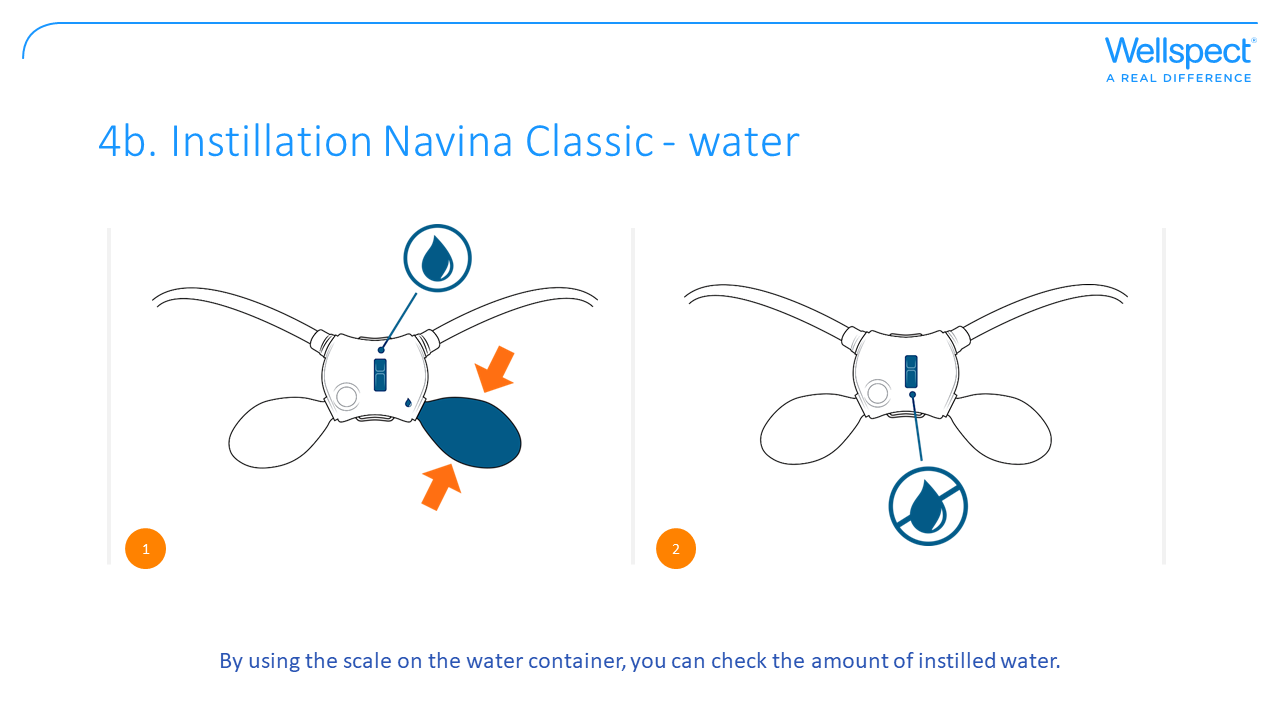 Wellspect®
A REAL DIFFERENCE
4b. Instillation Navina Classic - water
1
2
By using the scale on the water container, you can check the amount of instilled water.